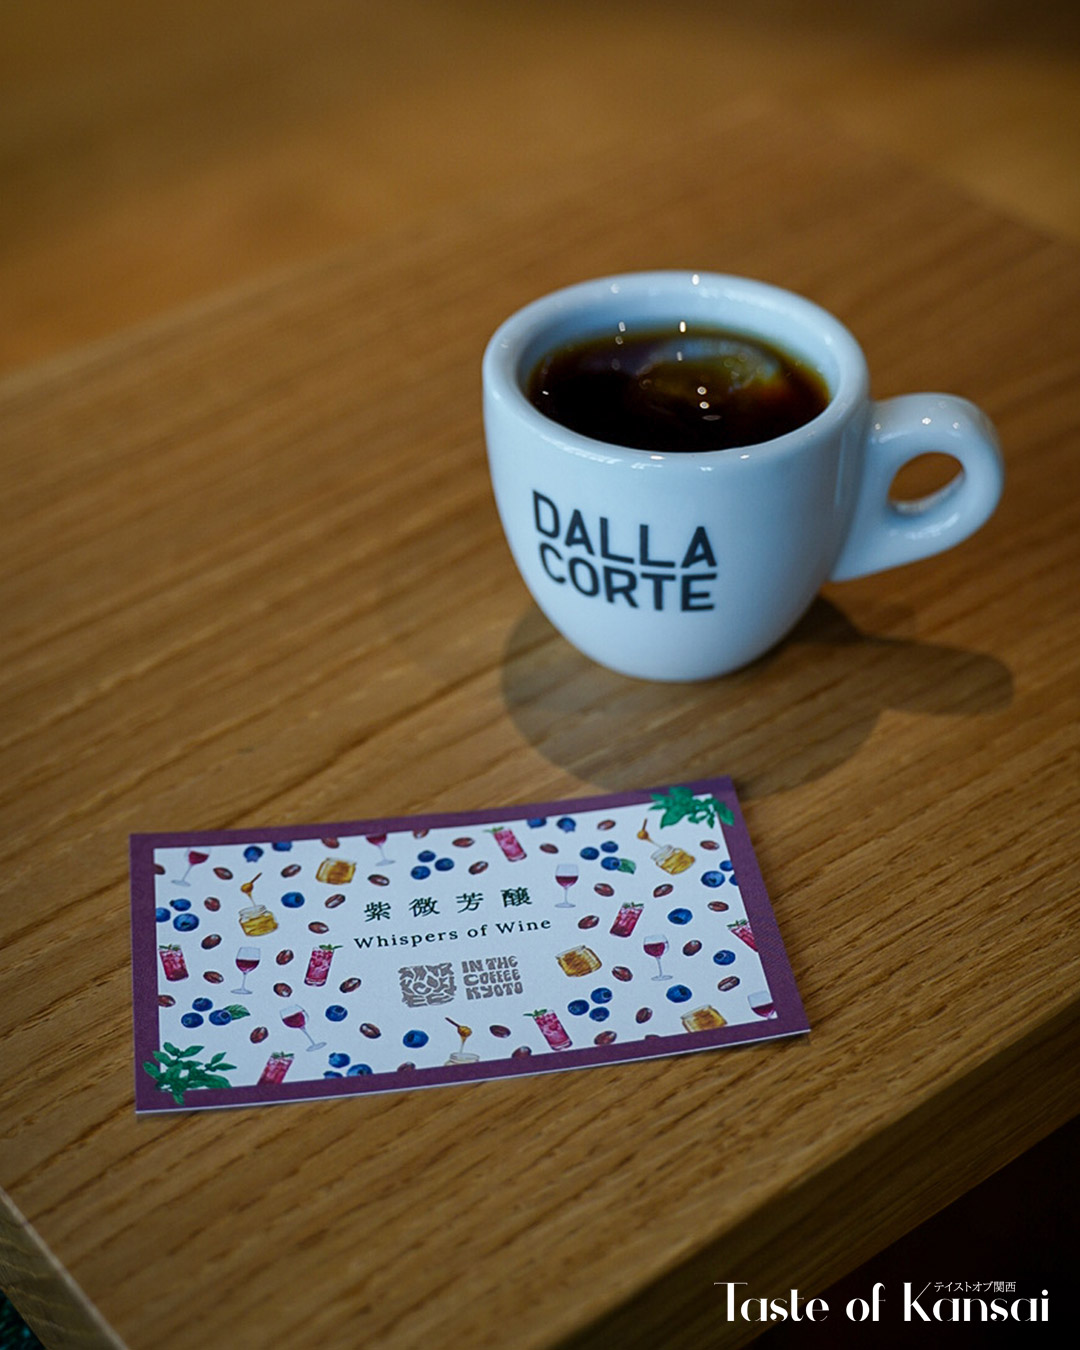 DALLA
CORTE
紫微芳醸
Whispers of Wine
IN THE
COFFEE
KYOTO
テイストオブ関西
Taste of Kansai